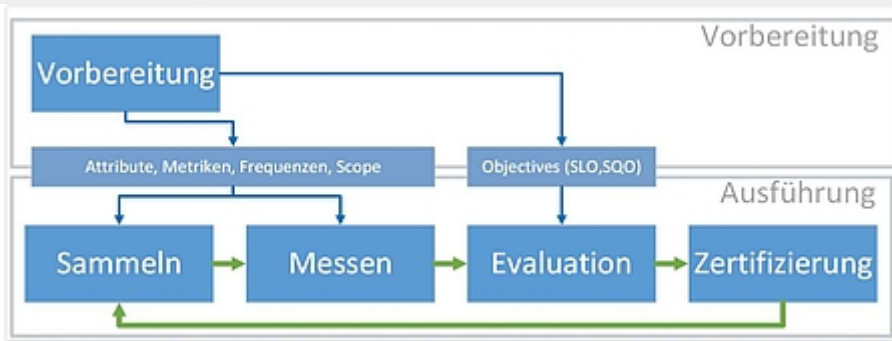 Vorbereitung
Vorbereitung
Attribute, Metriken, Frequenzen, Scope
Objectives (SLO,SQO)
Ausführung
Sammeln
Messen
Evaluation
Zertifizierung